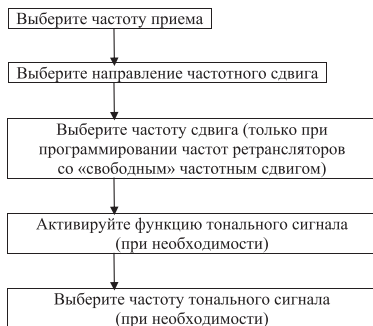 Выберите частоту приема
Выберите направление частотного сдвига
Выберите частоту сдвига (только при
программировании частот ретрансляторов
со «свободным» частотным сдвигом)
Активируйте функцию тонального сигнала
(при необходимости)
Выберите частоту тонального сигнала
(при необходимости)